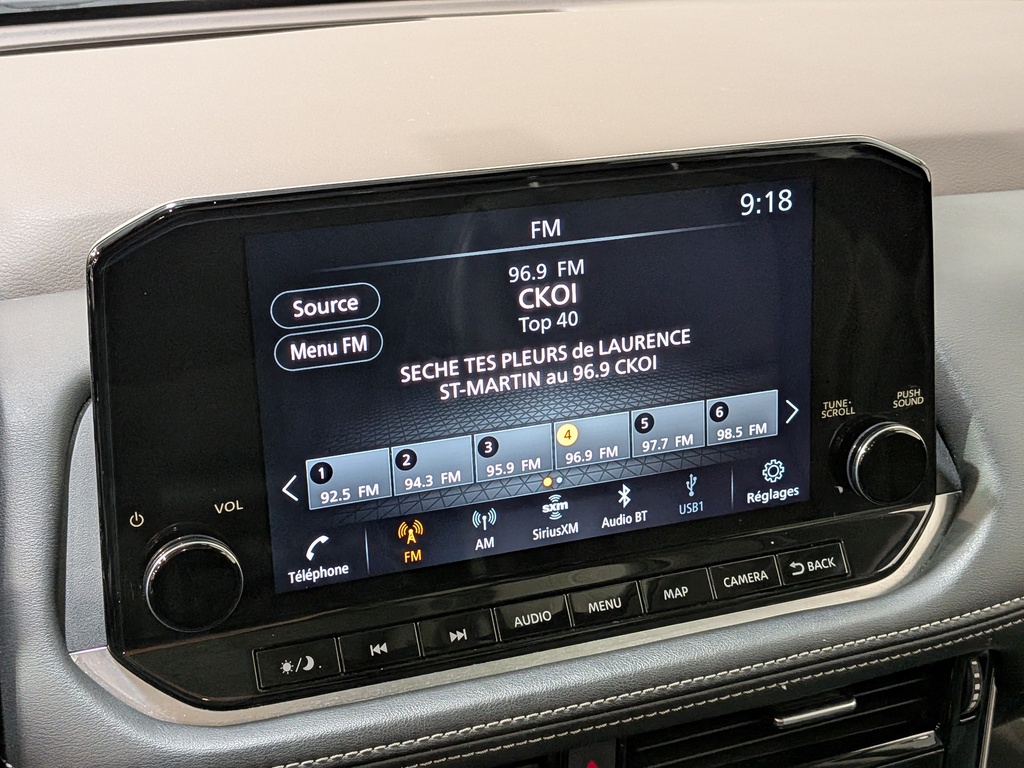 9:18
FM
96.9 FM
CKOI
Top 40
Source
Menu FM
SECHE TES PLEURS de LAURENCE
ST-MARTIN au 96.9 CKOI
1 2 3 4 5 6
92.5 FM 94.3 FM 95.9 FM 96.9 FM 97.7 FM 98.5 FM
Téléphone FM AM sxm SiriusXM Audio BT USB1 Réglages
VOL
TUNE•
SCROLL
PUSH
SOUND
AUDIO MENU MAP CAMERA BACK